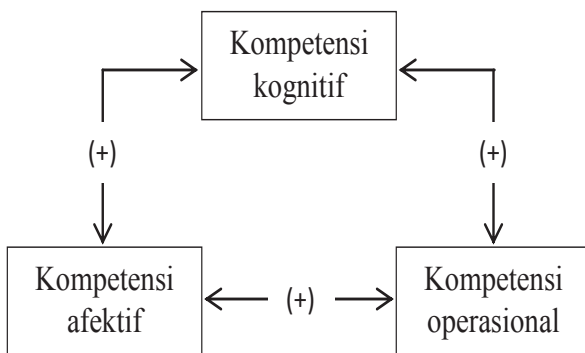 Kompetensi
kognitif
(+)
(+)
Kompetensi
afektif
(+)
Kompetensi
operasional